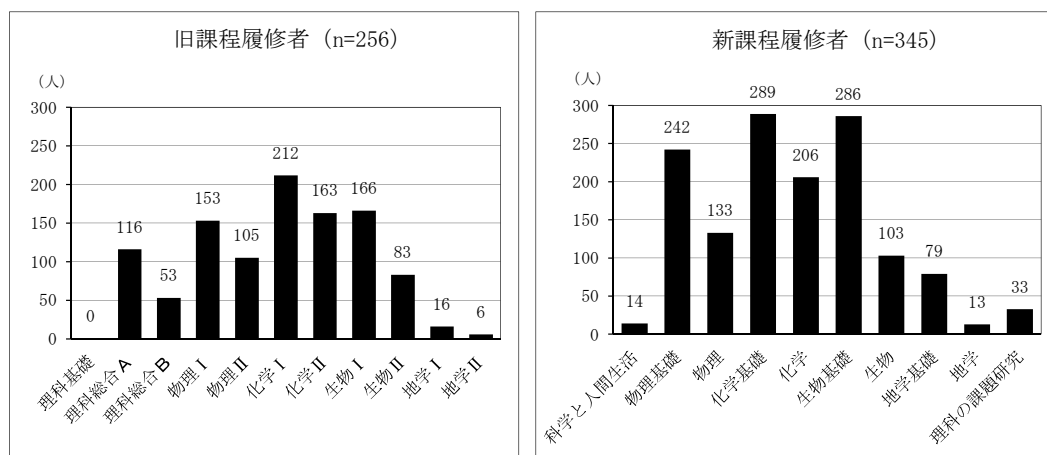 旧課程履修者（n=256）
（人）
300
250
200
150
100
50
0
0
116
53
153
105
212
163
166
83
16
6
理科基礎
理科総合A
理科総合B
物理Ⅰ
物理Ⅱ
化学Ⅰ
化学Ⅱ
生物Ⅰ
生物Ⅱ
地学Ⅰ
地学Ⅱ
新課程履修者（n=345）
（人）
300
250
200
150
100
50
0
14
242
133
289
206
286
103
79
13
33
科学と人間生活
物理基礎
物理
化学基礎
化学
生物基礎
生物
地学基礎
地学
理科の課題研究